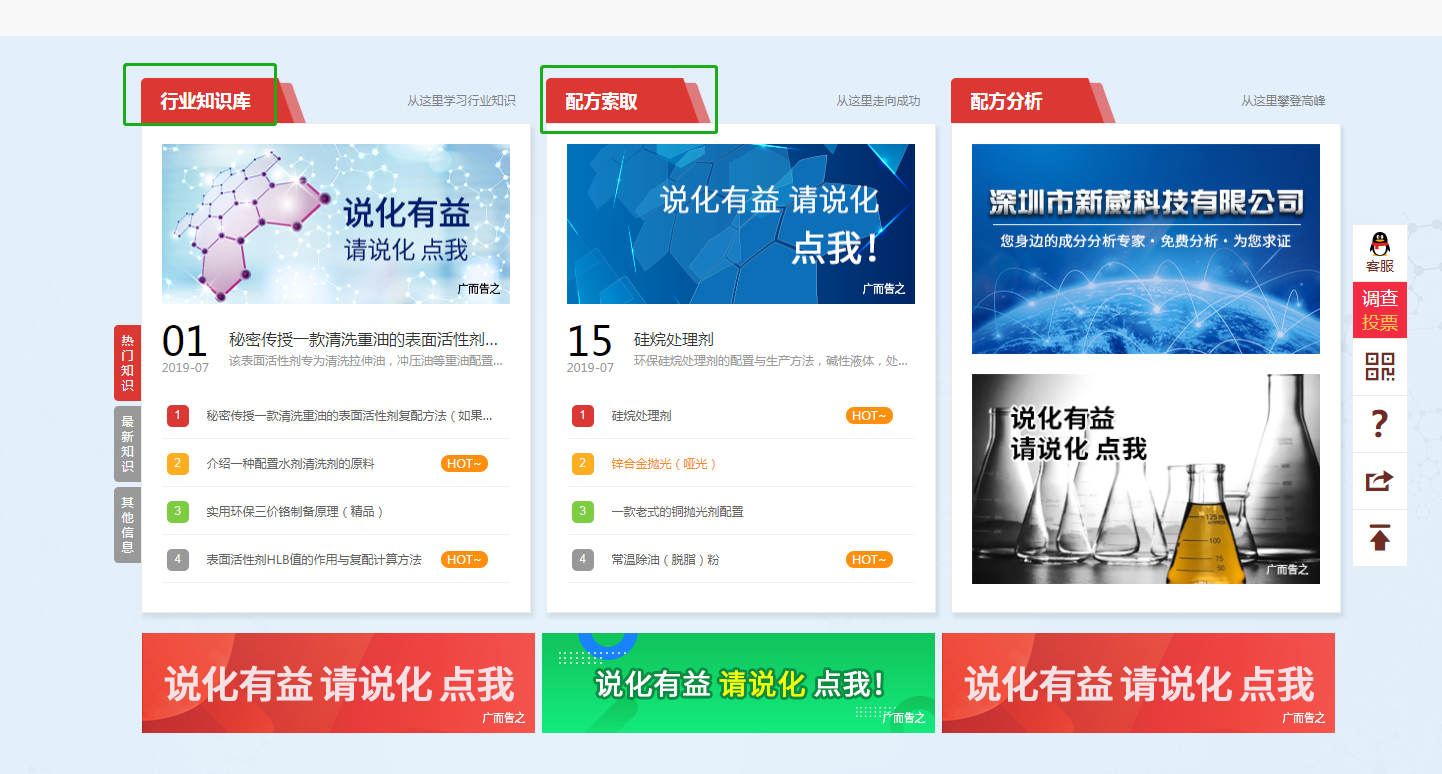 行业知识库
从这里学习行业知识
说化有益
请说化 点我
广而告之
01
2019-07
秘密传授一款清洗重油的表面活性剂...
该表面活性剂专为清洗拉伸油，冲压油等重油配置...
1 秘密传授一款清洗重油的表面活性剂复配方法（如果...
2 介绍一种配置水剂清洗剂的原料 HOT~
3 实用环保三价铬制备原理（精品）
4 表面活性剂HLB值的作用与复配计算方法 HOT~
热门知识
最新知识
其他信息
配方索取
从这里走向成功
说化有益 请说化
点我！
广而告之
15
2019-07
硅烷处理剂
环保硅烷处理剂的配置与生产方法，碱性液体，处...
1 硅烷处理剂 HOT~
2 锌合金抛光（哑光）
3 一款老式的铜抛光剂配置
4 常温除油（脱脂）粉 HOT~
配方分析
从这里攀登高峰
深圳市新葳科技有限公司
您身边的成分分析专家·免费分析·为您求证
说化有益
请说化 点我
125ml
APPROX
100
75
50
广而告之
客服
调查
投票
?
说化有益 请说化 点我
广而告之
说化有益 请说化 点我！
广而告之
说化有益 请说化 点我
广而告之